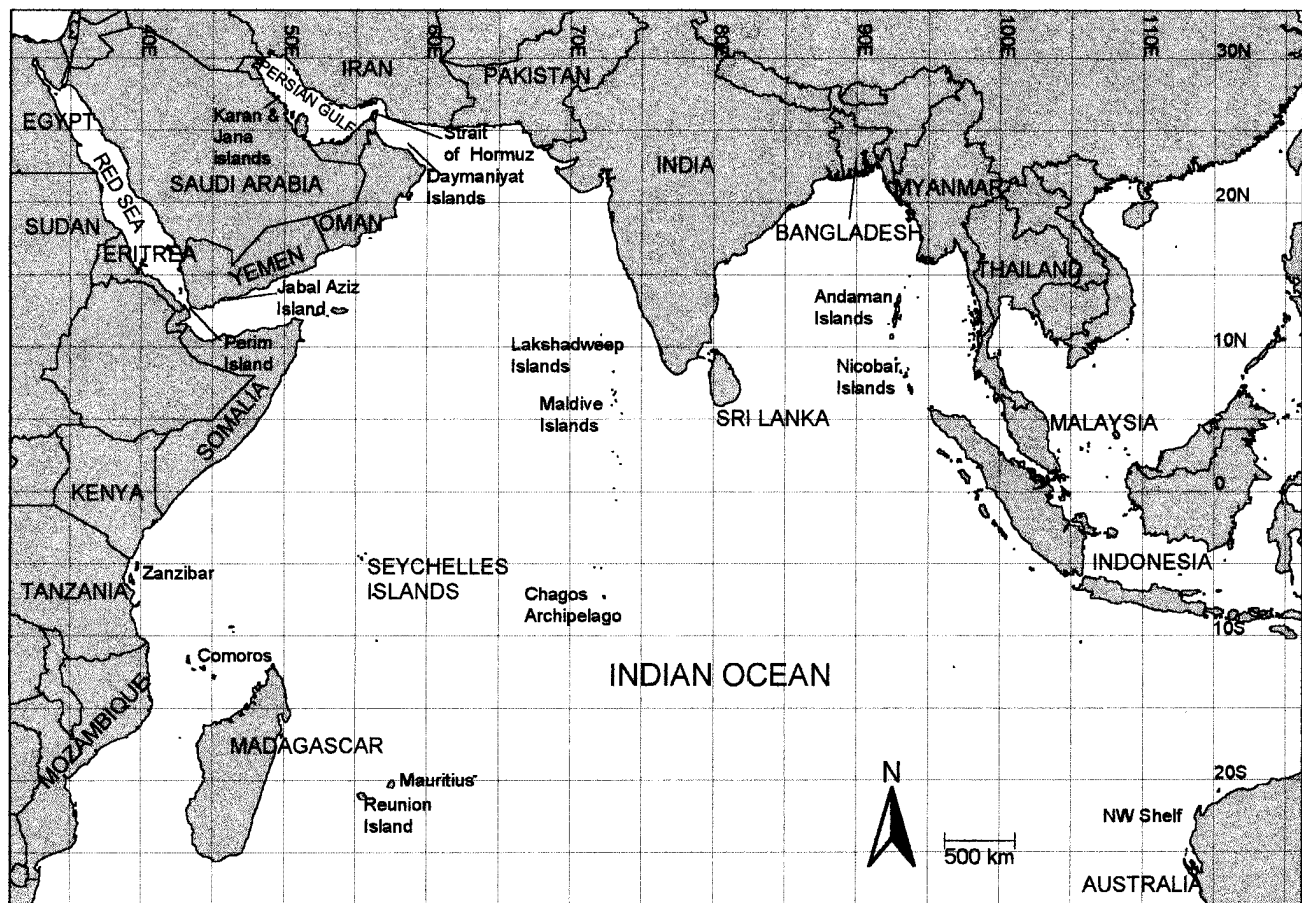 40E
50E
60E
70E
80E
90E
100E
110E
30N
IRAN
PAKISTAN
PERSIAN GULF
EGYPT
Karan &
Jana
islands
Strait
of Hormuz
Daymaniyat
Islands
INDIA
RED SEA
SAUDI ARABIA
MYANMAR
20N
SUDAN
OMAN
BANGLADESH
ERITREA
YEMEN
THAILAND
Jabal Aziz
Island
Andaman
Islands
Perim
Island
Lakshadweep
Islands
10N
Nicobar
Islands
Maldive
Islands
SRI LANKA
MALAYSIA
SOMALIA
KENYA
0
Zanzibar
SEYCHELLES
ISLANDS
INDONESIA
TANZANIA
Chagos
Archipelago
10S
Comoros
INDIAN OCEAN
MOZAMBIQUE
MADAGASCAR
Mauritius
Reunion
Island
N
20S
NW Shelf
500 km
AUSTRALIA